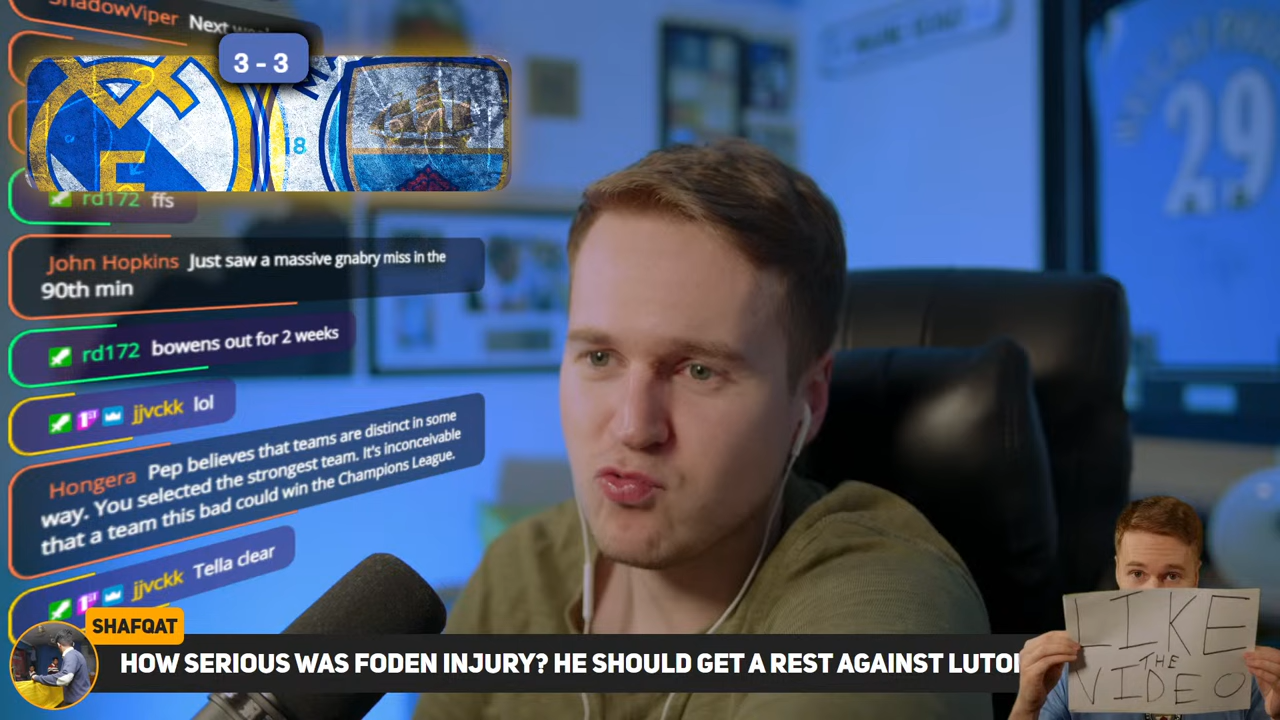 ShadowViper Next
3 - 3
18
rd172 ffs
John Hopkins Just saw a massive gnabry miss in the
90th min
rd172 bowens out for 2 weeks
jjvckk lol
Hongera Pep believes that teams are distinct in some
way. You selected the strongest team. It's inconceivable
that a team this bad could win the Champions League.
jjvckk Tella clear
SHAFQAT
HOW SERIOUS WAS FODEN INJURY? HE SHOULD GET A REST AGAINST
LIKE
THE
VIDEO
29